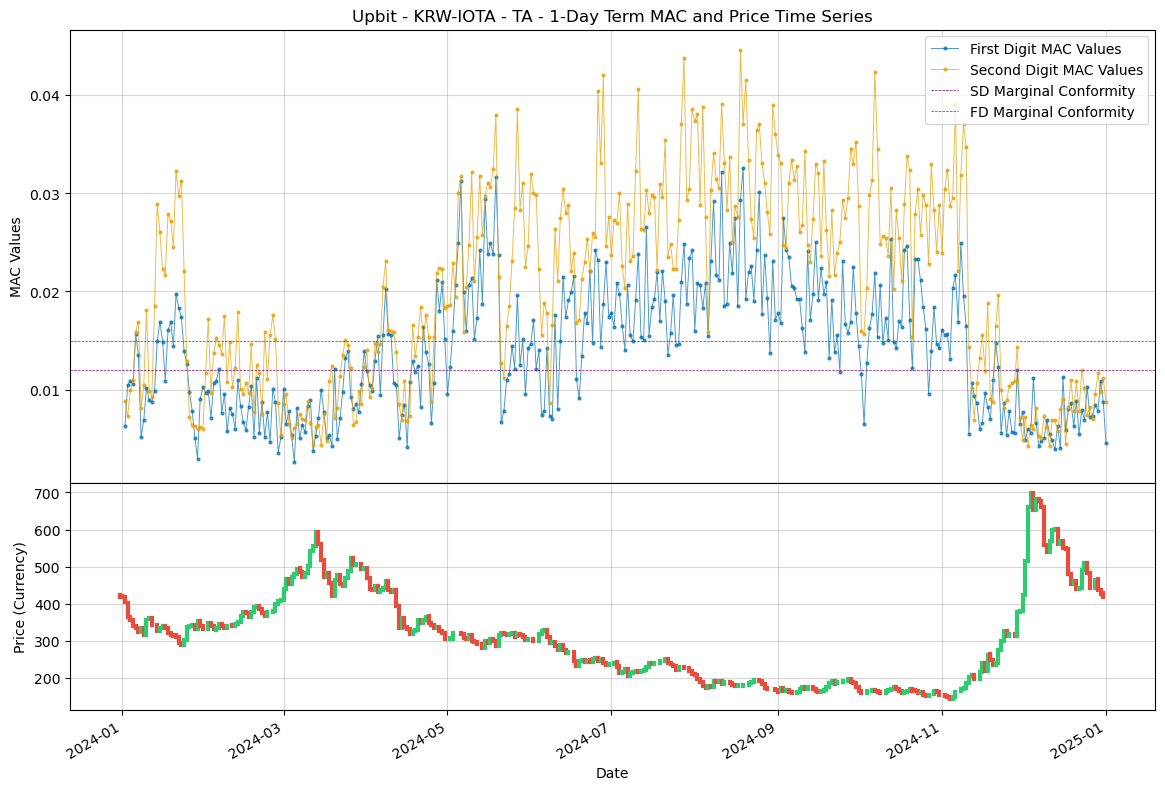 Upbit - KRW-IOTA - TA - 1-Day Term MAC and Price Time Series
First Digit MAC Values
Second Digit MAC Values
SD Marginal Conformity
FD Marginal Conformity
MAC Values
0.04
0.03
0.02
0.01
Price (Currency)
700
600
500
400
300
200
2024-01
2024-03
2024-05
2024-07
2024-09
2024-11
2025-01
Date